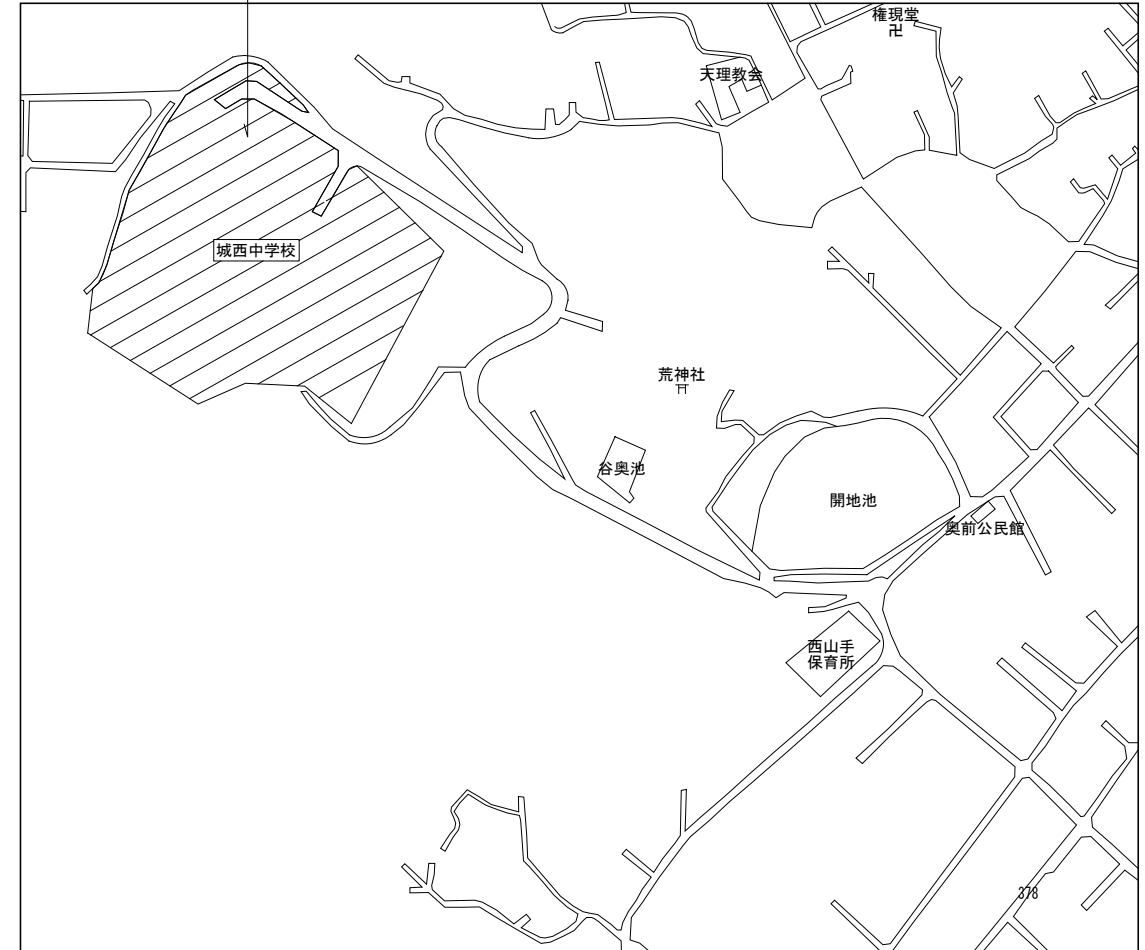 権現堂
卍
天理教会
城西中学校
荒神社
谷奥池
開地池
奥前公民館
西山手
保育所
378